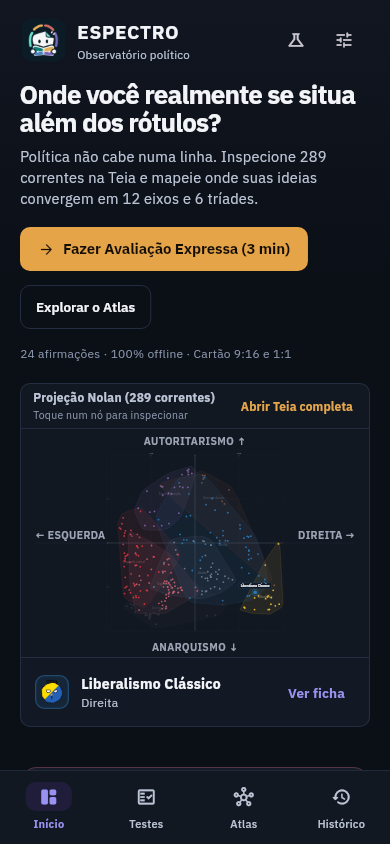 ESPECTRO
Observatório político
Onde você realmente se situa
além dos rótulos?
Política não cabe numa linha. Inspecione 289
correntes na Teia e mapeie onde suas ideias
convergem em 12 eixos e 6 tríades.
→ Fazer Avaliação Expressa (3 min)
Explorar o Atlas
24 afirmações · 100% offline · Cartão 9:16 e 1:1
Projeção Nolan (289 correntes)
Toque num nó para inspecionar
Abrir Teia completa
AUTORITARISMO ↑
← ESQUERDA
DIREITA →
Liberalismo Clássico
ANARQUISMO ↓
Liberalismo Clássico
Direita
Ver ficha
Início
Testes
Atlas
Histórico